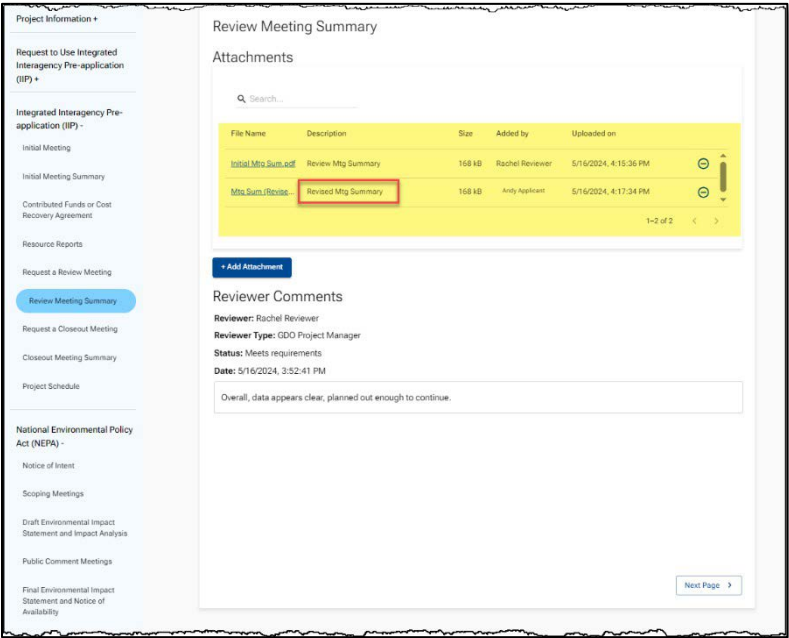 Project Information +
Request to Use Integrated
Interagency Pre-application
(IIP) +
Integrated Interagency Pre-
application (IIP) -
Initial Meeting
Initial Meeting Summary
Contributed Funds or Cost
Recovery Agreement
Resource Reports
Request a Review Meeting
Review Meeting Summary
Request a Closeout Meeting
Closeout Meeting Summary
Project Schedule
National Environmental Policy
Act (NEPA) -
Notice of Intent
Scoping Meetings
Draft Environmental Impact
Statement and Impact Analysis
Public Comment Meetings
Final Environmental Impact
Statement and Notice of
Availability
Review Meeting Summary
Attachments
Search...
File Name Description Size Added by Uploaded on
Initial Mtg Sum.pdf Review Mtg Summary 168 kB Rachel Reviewer 5/16/2024, 4:15:36 PM
Mtg Sum (Revise... Revised Mtg Summary 168 kB Andy Applicant 5/16/2024, 4:17:34 PM
1–2 of 2 < >
+ Add Attachment
Reviewer Comments
Reviewer: Rachel Reviewer
Reviewer Type: GDO Project Manager
Status: Meets requirements
Date: 5/16/2024, 3:52:41 PM
Overall, data appears clear, planned out enough to continue.
Next Page >